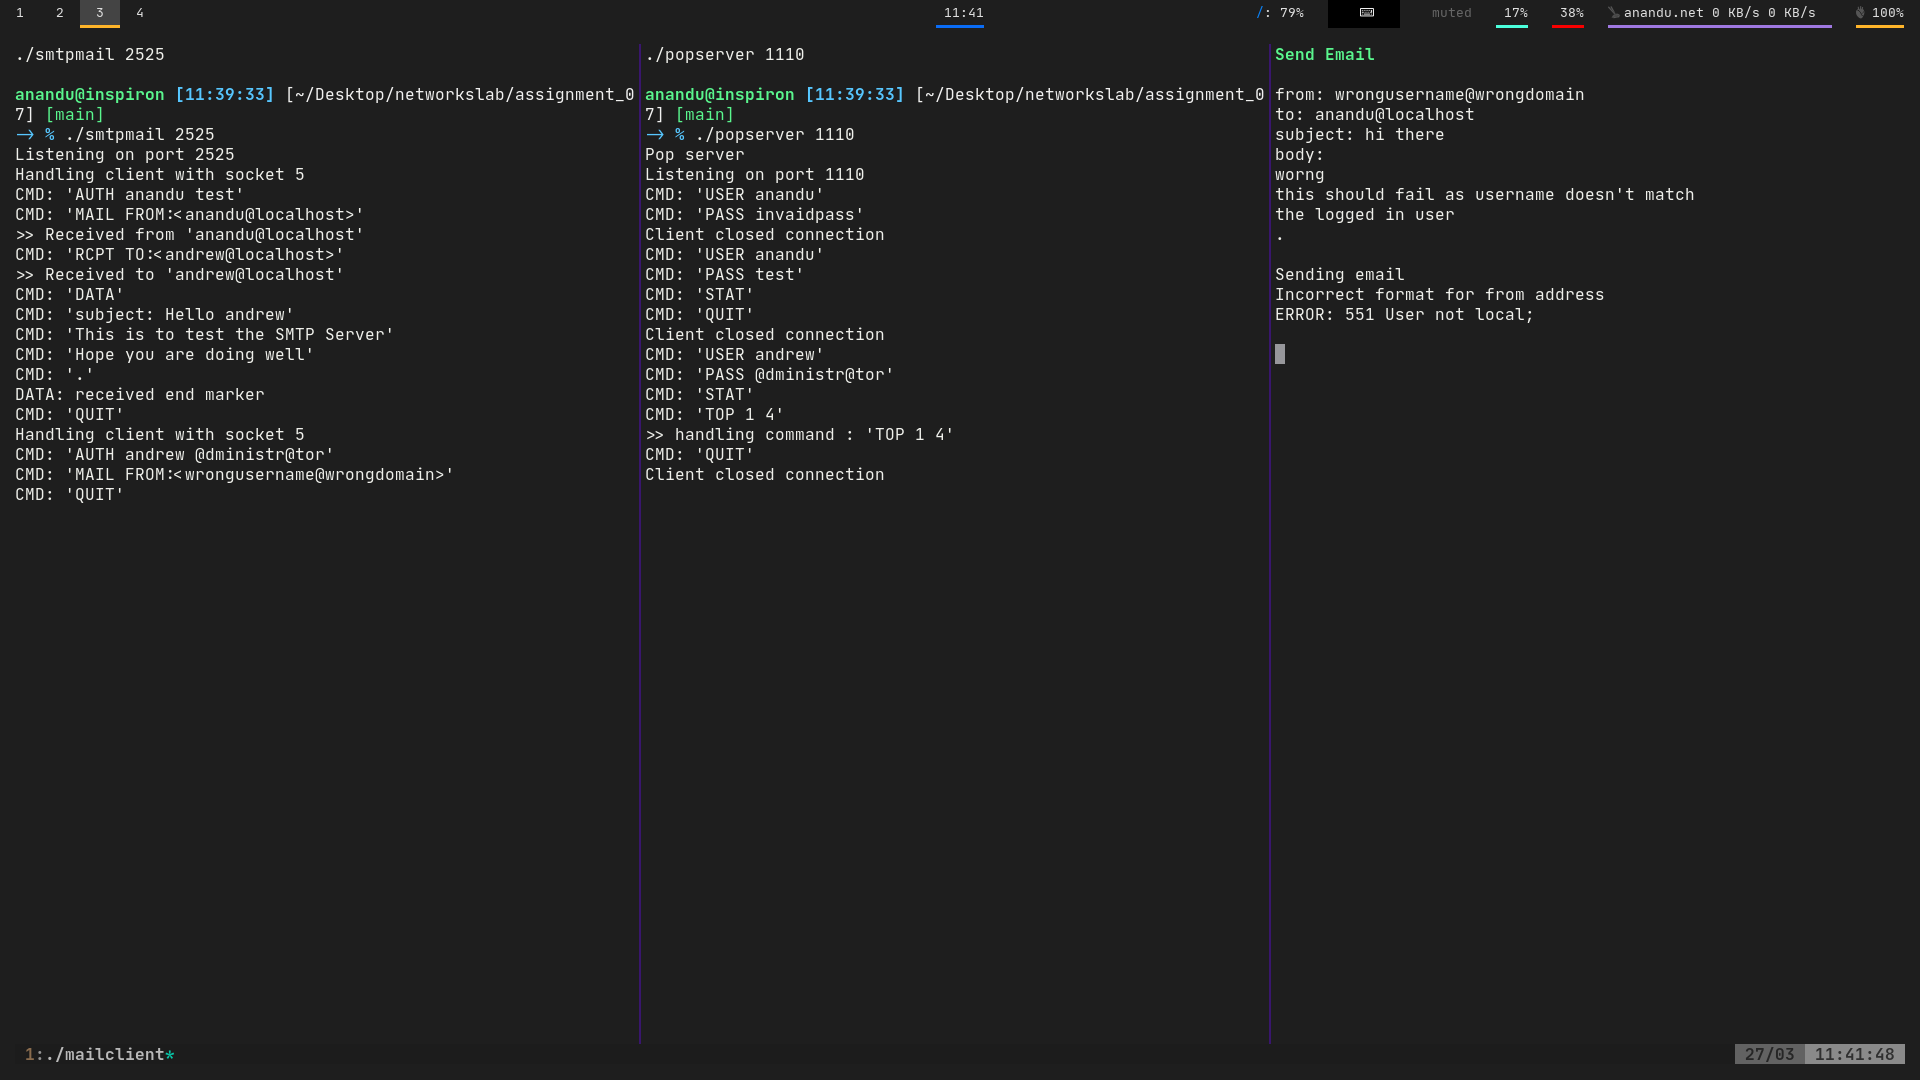 1 2 3 4 11:41 /: 79% muted 17% 38% anandu.net 0 KB/s 0 KB/s 100%
./smtpmail 2525
anandu@inspiron [11:39:33] [~/Desktop/networkslab/assignment_0
7] [main]
—> % ./smtpmail 2525
Listening on port 2525
Handling client with socket 5
CMD: 'AUTH anandu test'
CMD: 'MAIL FROM:<anandu@localhost>'
>> Received from 'anandu@localhost'
CMD: 'RCPT TO:<andrew@localhost>'
>> Received to 'andrew@localhost'
CMD: 'DATA'
CMD: 'subject: Hello andrew'
CMD: 'This is to test the SMTP Server'
CMD: 'Hope you are doing well'
CMD: '.'
DATA: received end marker
CMD: 'QUIT'
Handling client with socket 5
CMD: 'AUTH andrew @dministr@tor'
CMD: 'MAIL FROM:<wrongusername@wrongdomain>'
CMD: 'QUIT'
./popserver 1110
anandu@inspiron [11:39:33] [~/Desktop/networkslab/assignment_0
7] [main]
—> % ./popserver 1110
Pop server
Listening on port 1110
CMD: 'USER anandu'
CMD: 'PASS invaidpass'
Client closed connection
CMD: 'USER anandu'
CMD: 'PASS test'
CMD: 'STAT'
CMD: 'QUIT'
Client closed connection
CMD: 'USER andrew'
CMD: 'PASS @dministr@tor'
CMD: 'STAT'
CMD: 'TOP 1 4'
>> handling command : 'TOP 1 4'
CMD: 'QUIT'
Client closed connection
Send Email
from: wrongusername@wrongdomain
to: anandu@localhost
subject: hi there
body:
worng
this should fail as username doesn't match
the logged in user
.
Sending email
Incorrect format for from address
ERROR: 551 User not local;
1:./mailclient* 27/03 11:41:48